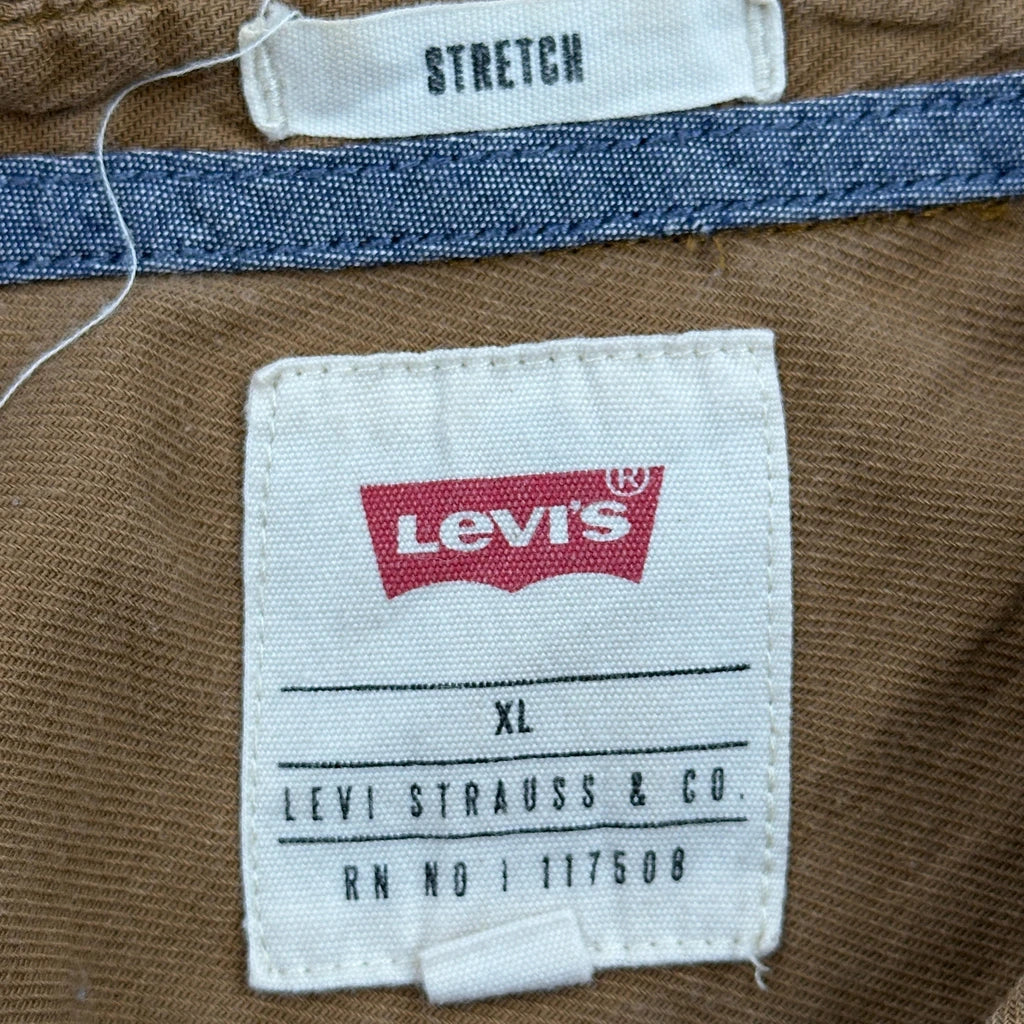 STRETCH
Levi's®
XL
LEVI STRAUSS & CO.
RN NO | 117508